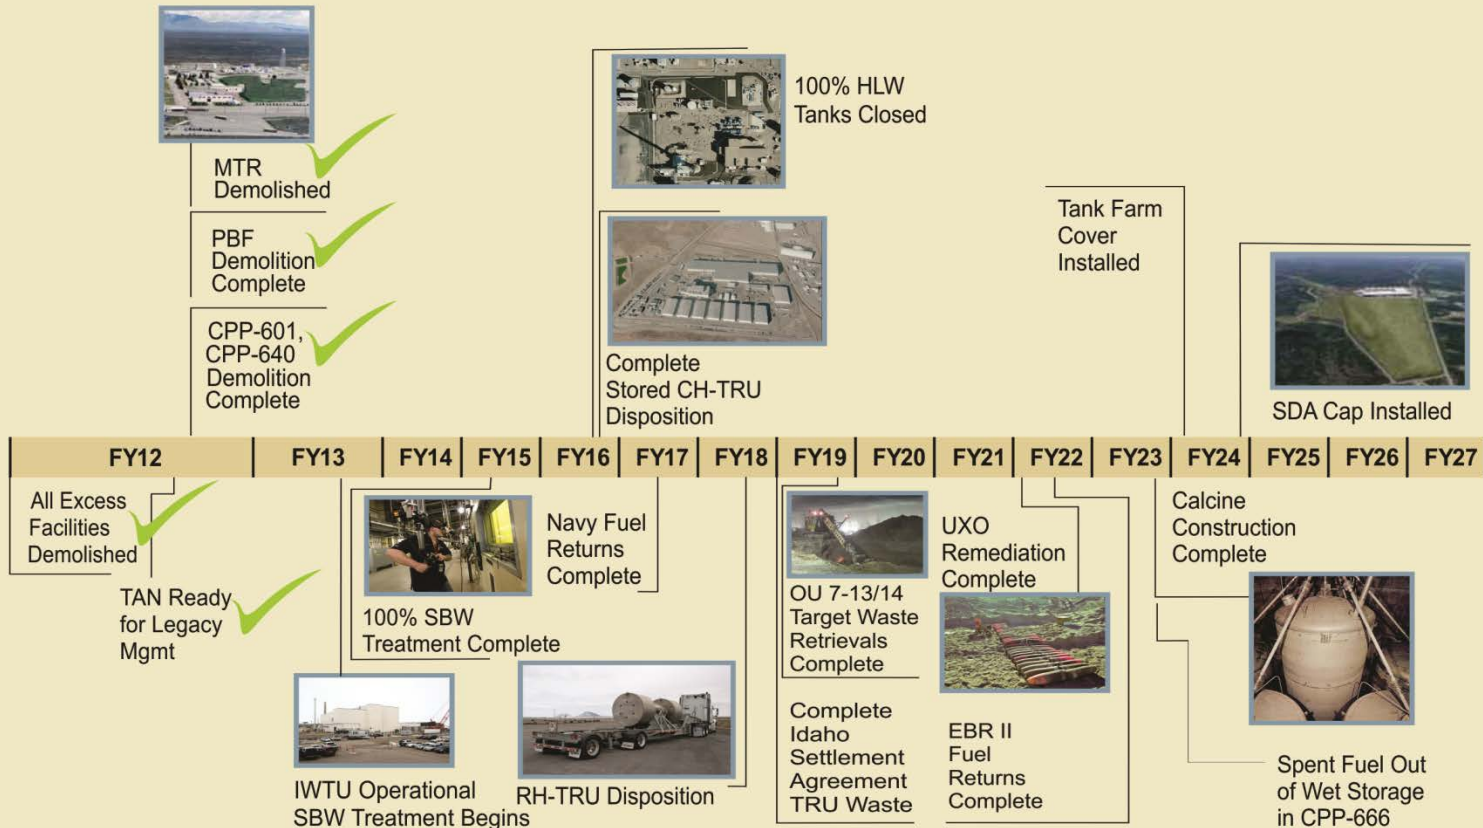 MTR
Demolished
PBF
Demolition
Complete
CPP-601,
CPP-640
Demolition
Complete
100% HLW
Tanks Closed
Complete
Stored CH-TRU
Disposition
Tank Farm
Cover
Installed
SDA Cap Installed
FY12 FY13 FY14 FY15 FY16 FY17 FY18 FY19 FY20 FY21 FY22 FY23 FY24 FY25 FY26 FY27
All Excess
Facilities
Demolished
TAN Ready
for Legacy
Mgmt
IWTU Operational
SBW Treatment Begins
100% SBW
Treatment Complete
Navy Fuel
Returns
Complete
RH-TRU Disposition
OU 7-13/14
Target Waste
Retrievals
Complete
Complete
Idaho
Settlement
Agreement
TRU Waste
UXO
Remediation
Complete
EBR II
Fuel
Returns
Complete
Calcine
Construction
Complete
Spent Fuel Out
of Wet Storage
in CPP-666